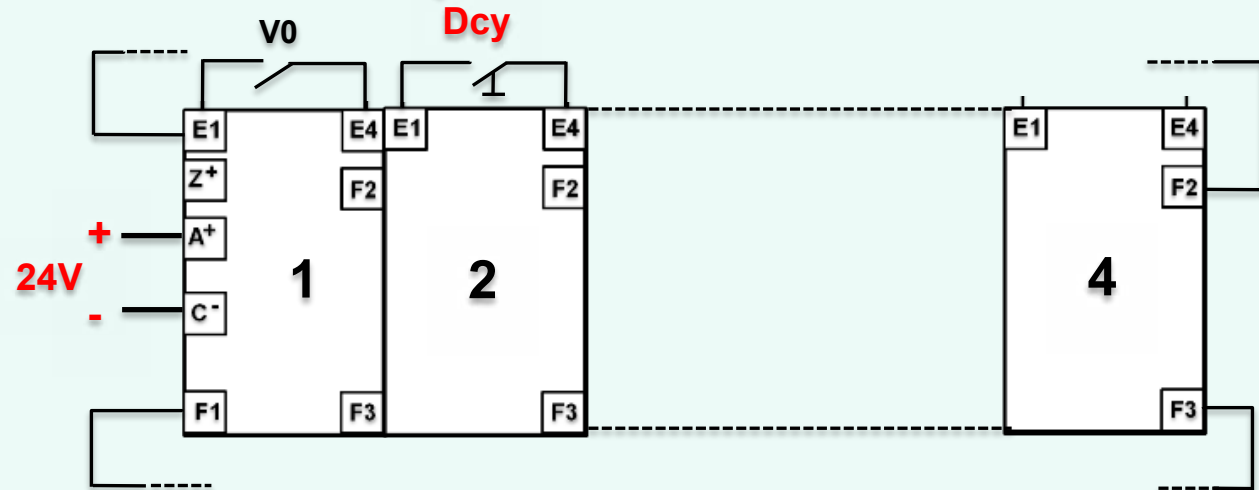 V0 Dcy
E1 E4 E1 E4 E1 E4
Z+ F2 F2 F2
+ A+
24V 1 2 4
- C-
F1 F3 F3 F3